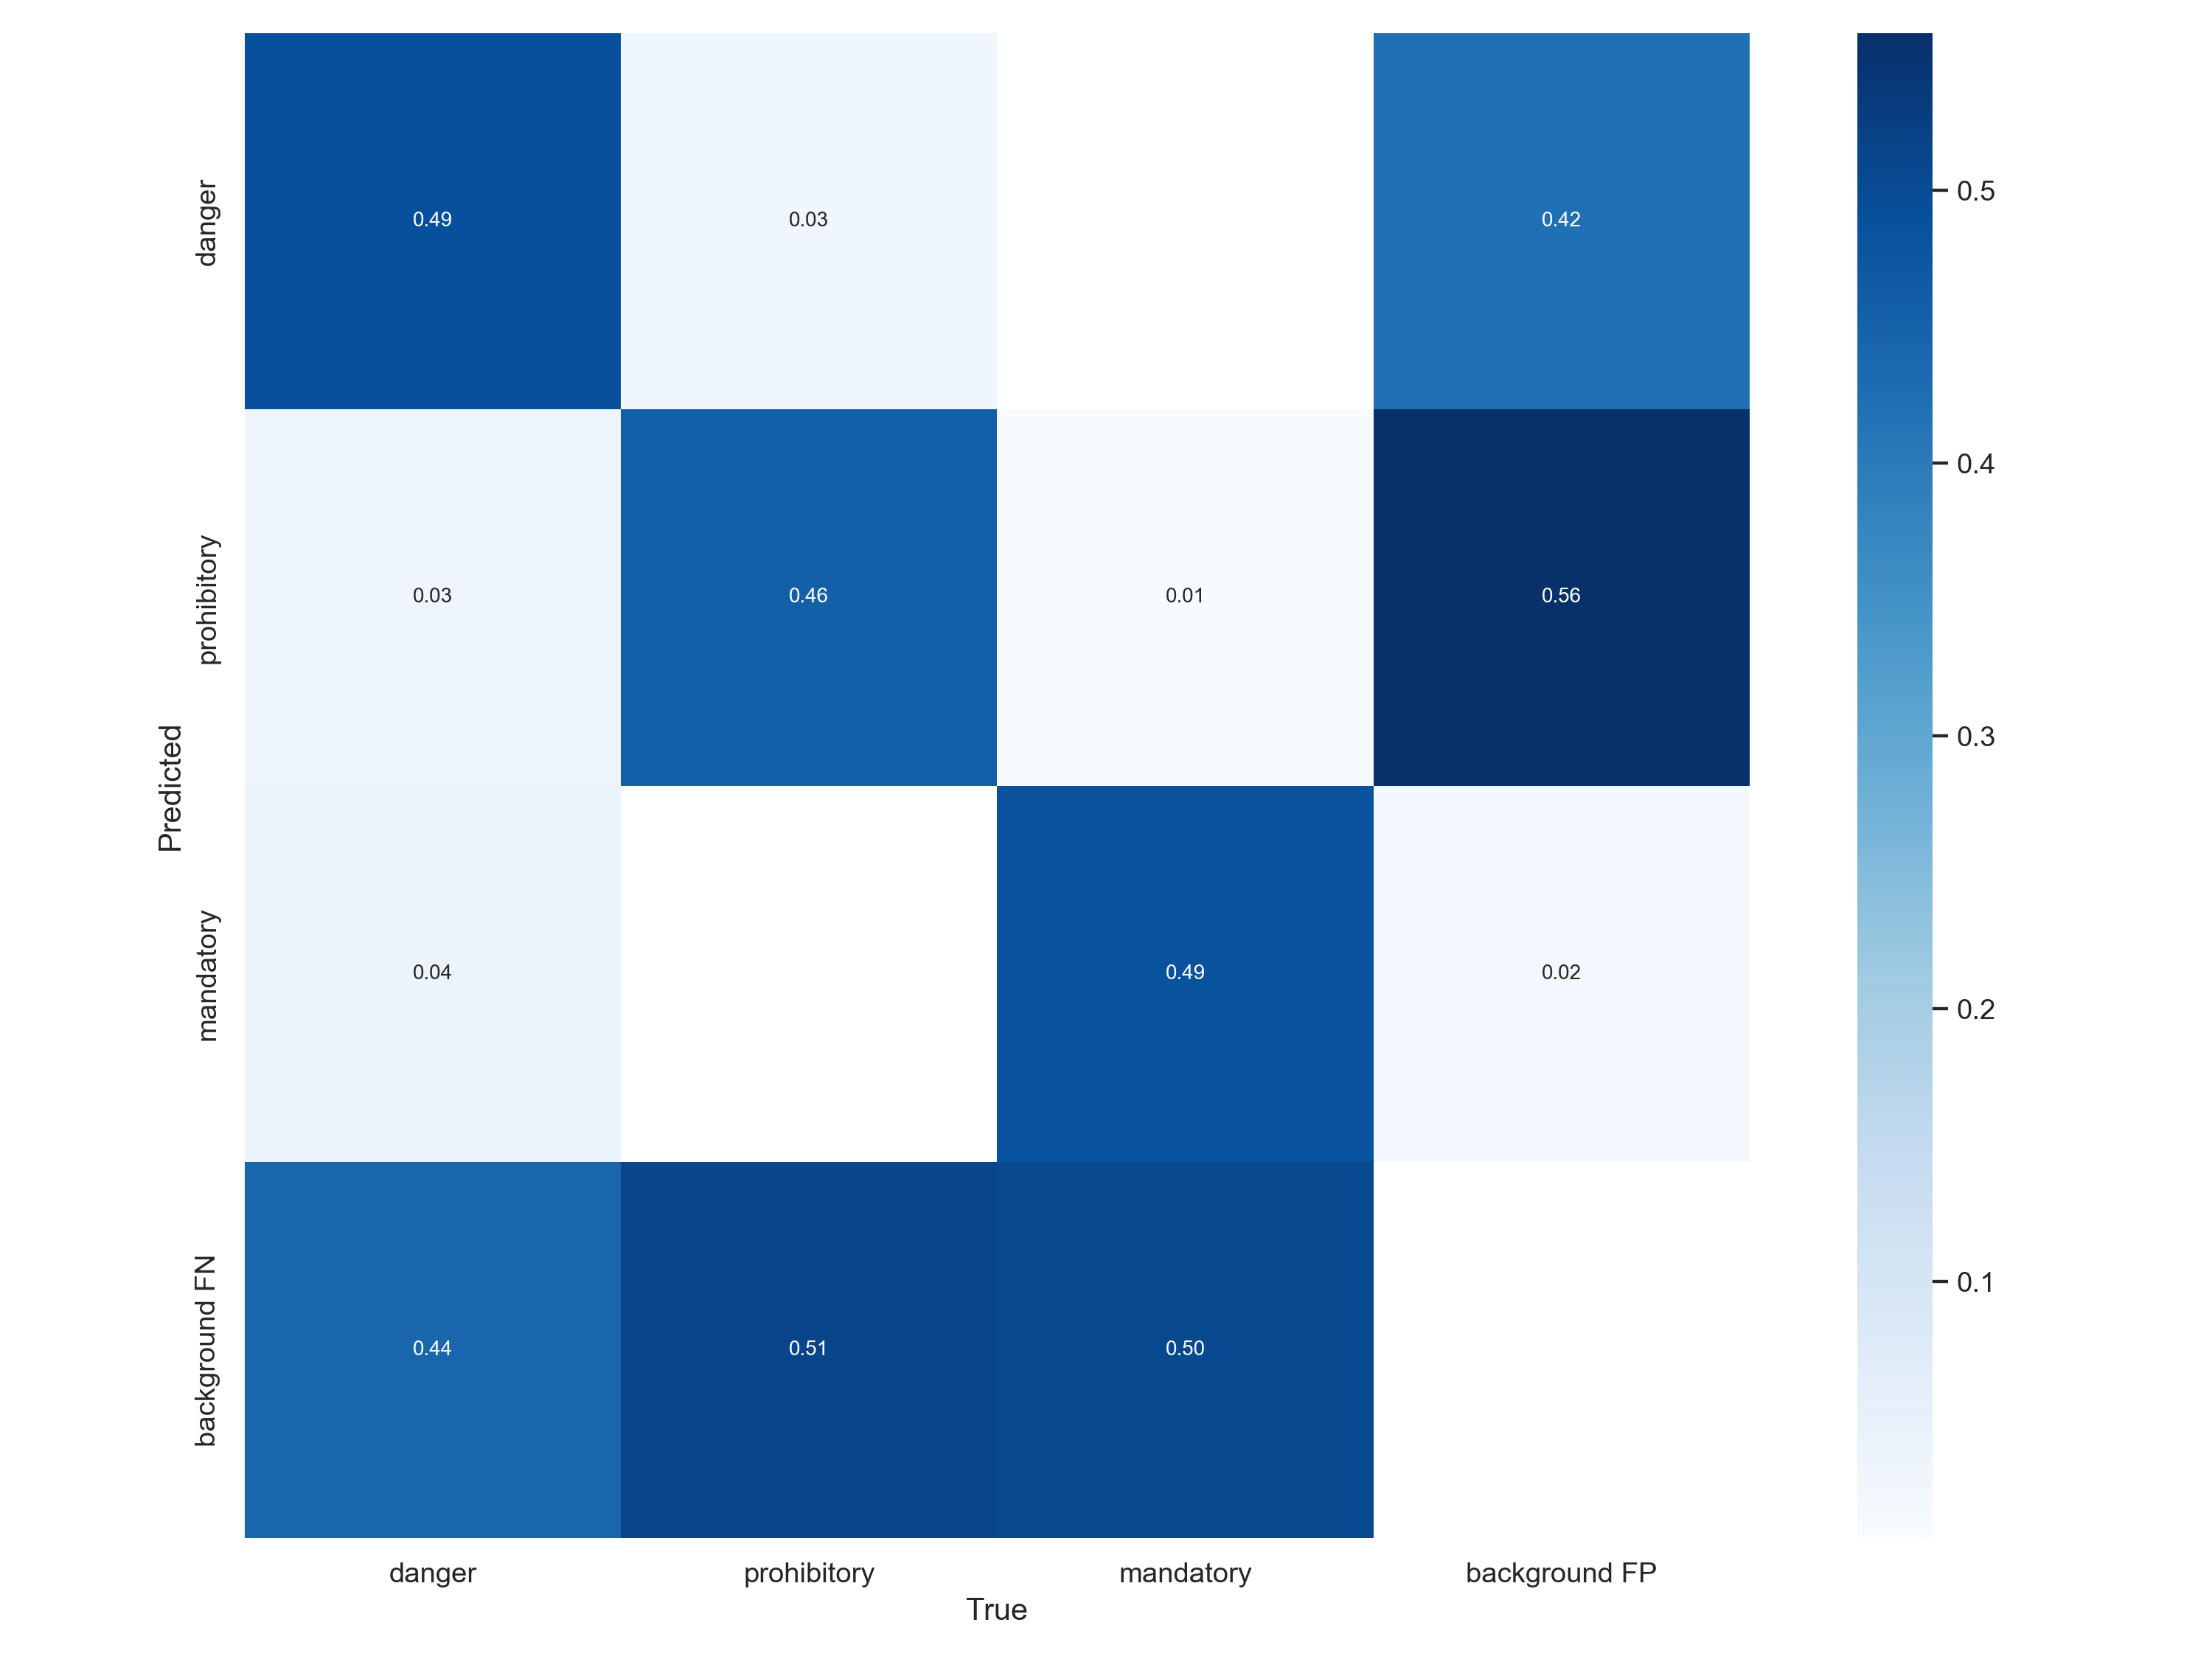 danger
0.49
0.03
0.42
prohibitory
0.03
0.46
0.01
0.56
mandatory
0.04
0.49
0.02
background FN
0.44
0.51
0.50
Predicted
danger
prohibitory
mandatory
background FP
True
0.5
0.4
0.3
0.2
0.1